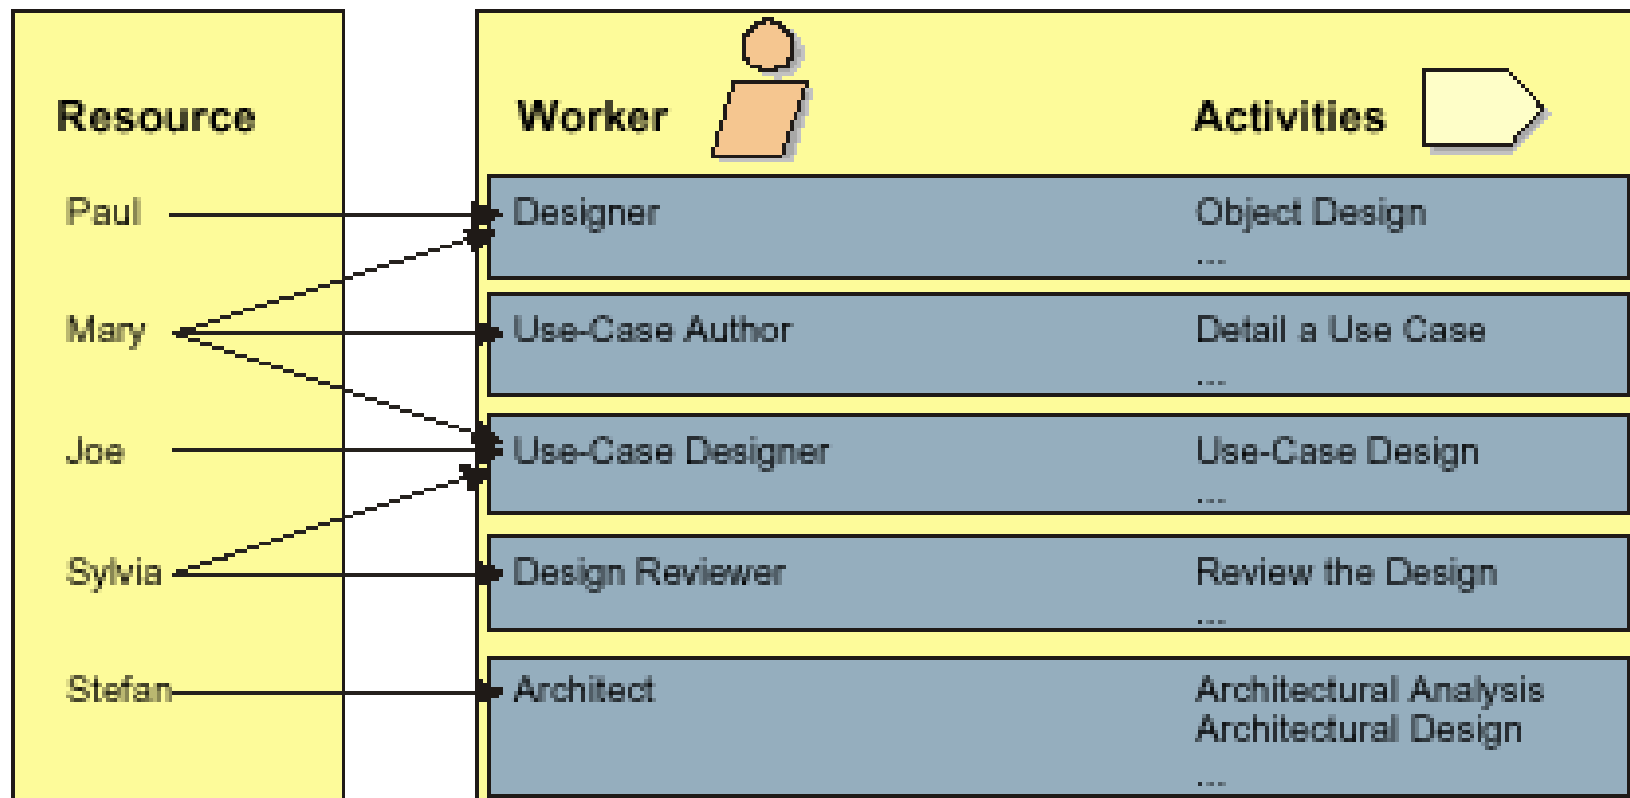 Resource Worker Activities
Paul Designer Object Design
...
Mary Use-Case Author Detail a Use Case
...
Joe Use-Case Designer Use-Case Design
...
Sylvia Design Reviewer Review the Design
...
Stefan Architect Architectural Analysis
Architectural Design
...